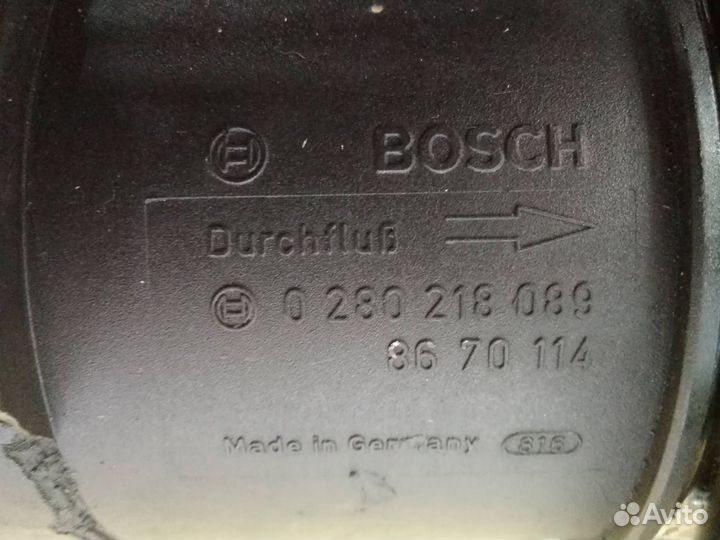 BOSCH
Durchfluß
0 280 218 089
86 70 114
Made in Germany 816
Avito